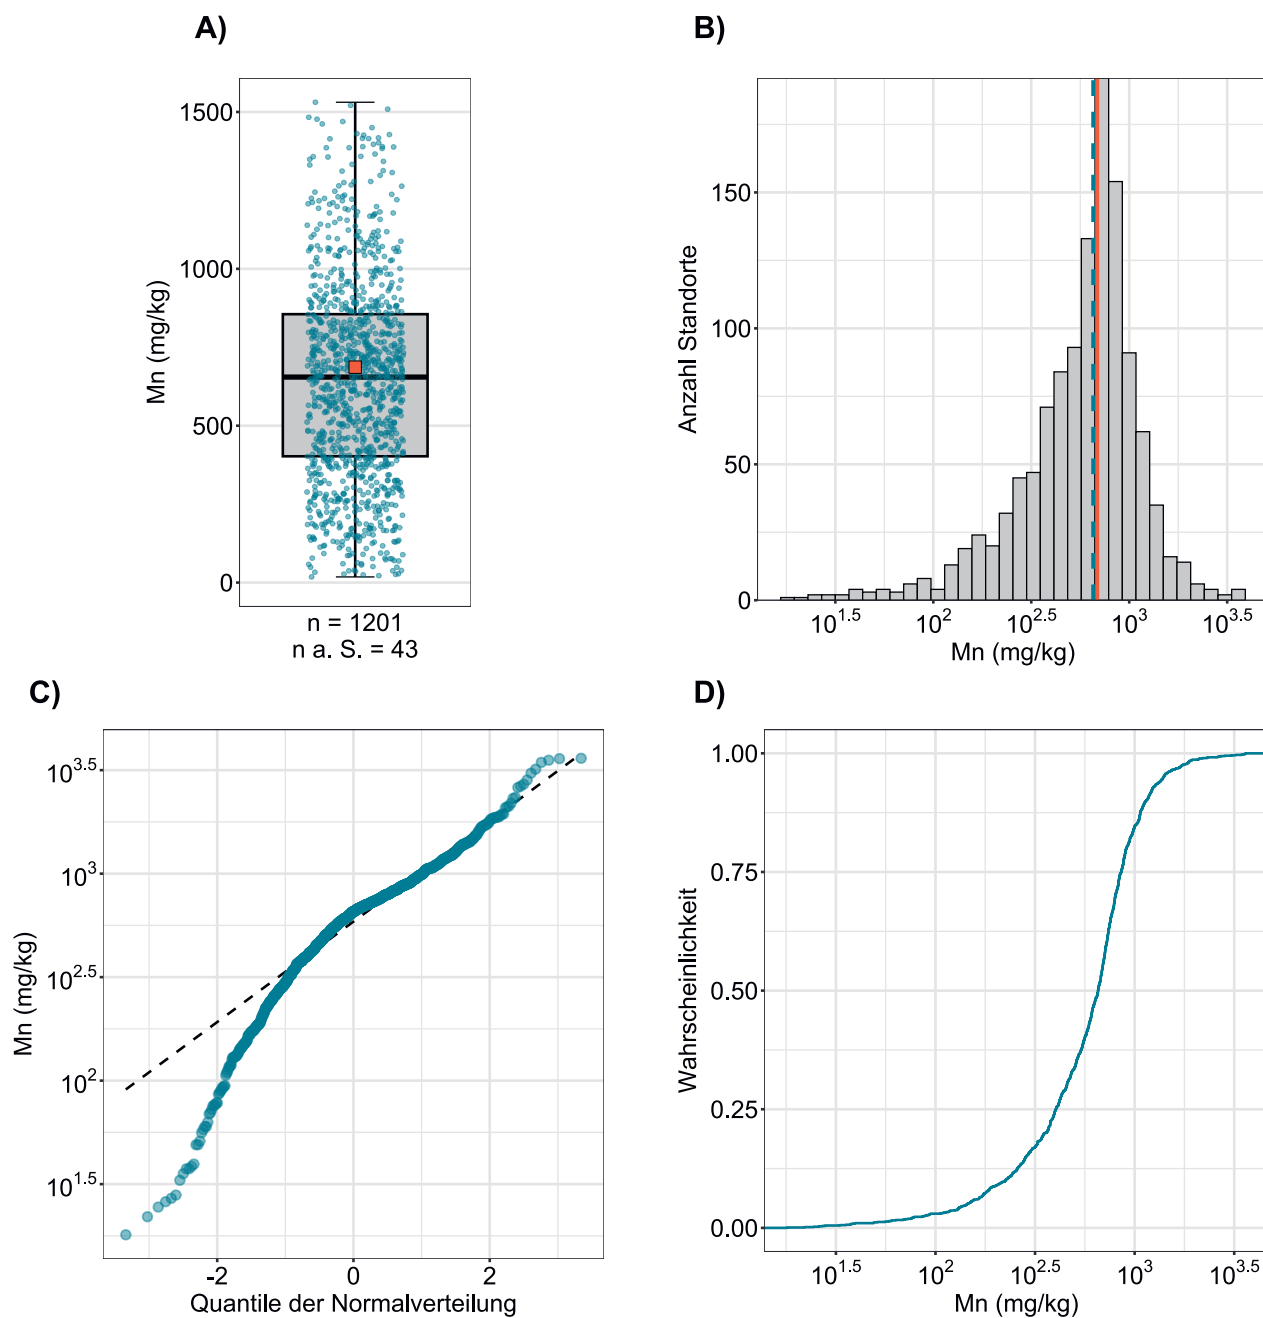 A)
Mn (mg/kg)
1500
1000
500
0
n = 1201
n a. S. = 43
B)
Anzahl Standorte
150
100
50
0
10^1.5 10^2 10^2.5 10^3 10^3.5
Mn (mg/kg)
C)
Mn (mg/kg)
10^3.5
10^3
10^2.5
10^2
10^1.5
-2 0 2
Quantile der Normalverteilung
D)
Wahrscheinlichkeit
1.00
0.75
0.50
0.25
0.00
10^1.5 10^2 10^2.5 10^3 10^3.5
Mn (mg/kg)